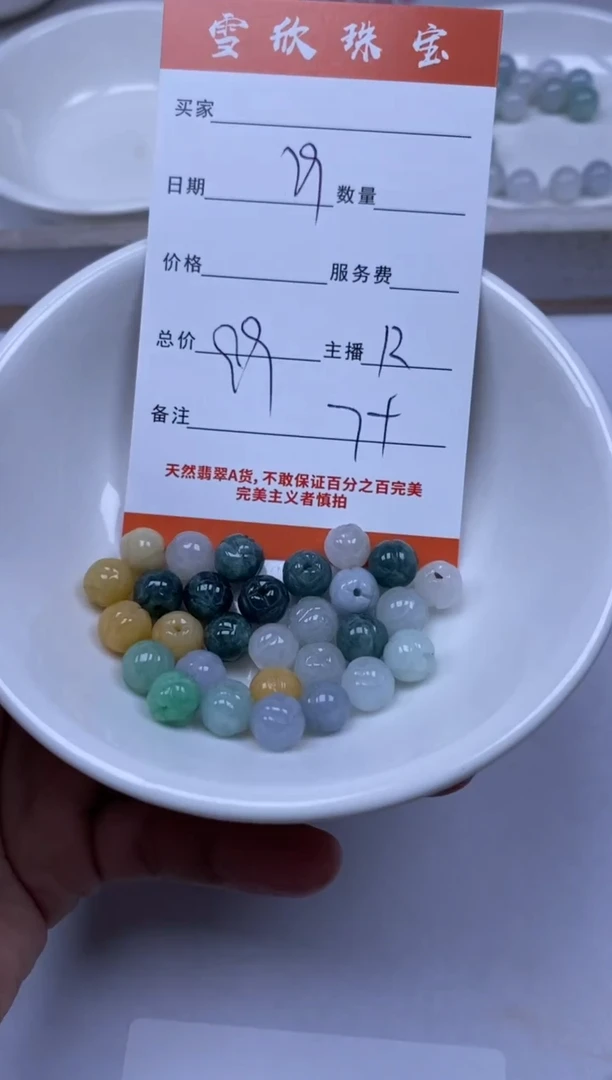 雪欣珠宝
买家
日期 数量
价格 服务费
总价 主播
备注
天然翡翠A货,不敢保证百分之百完美
完美主义者慎拍